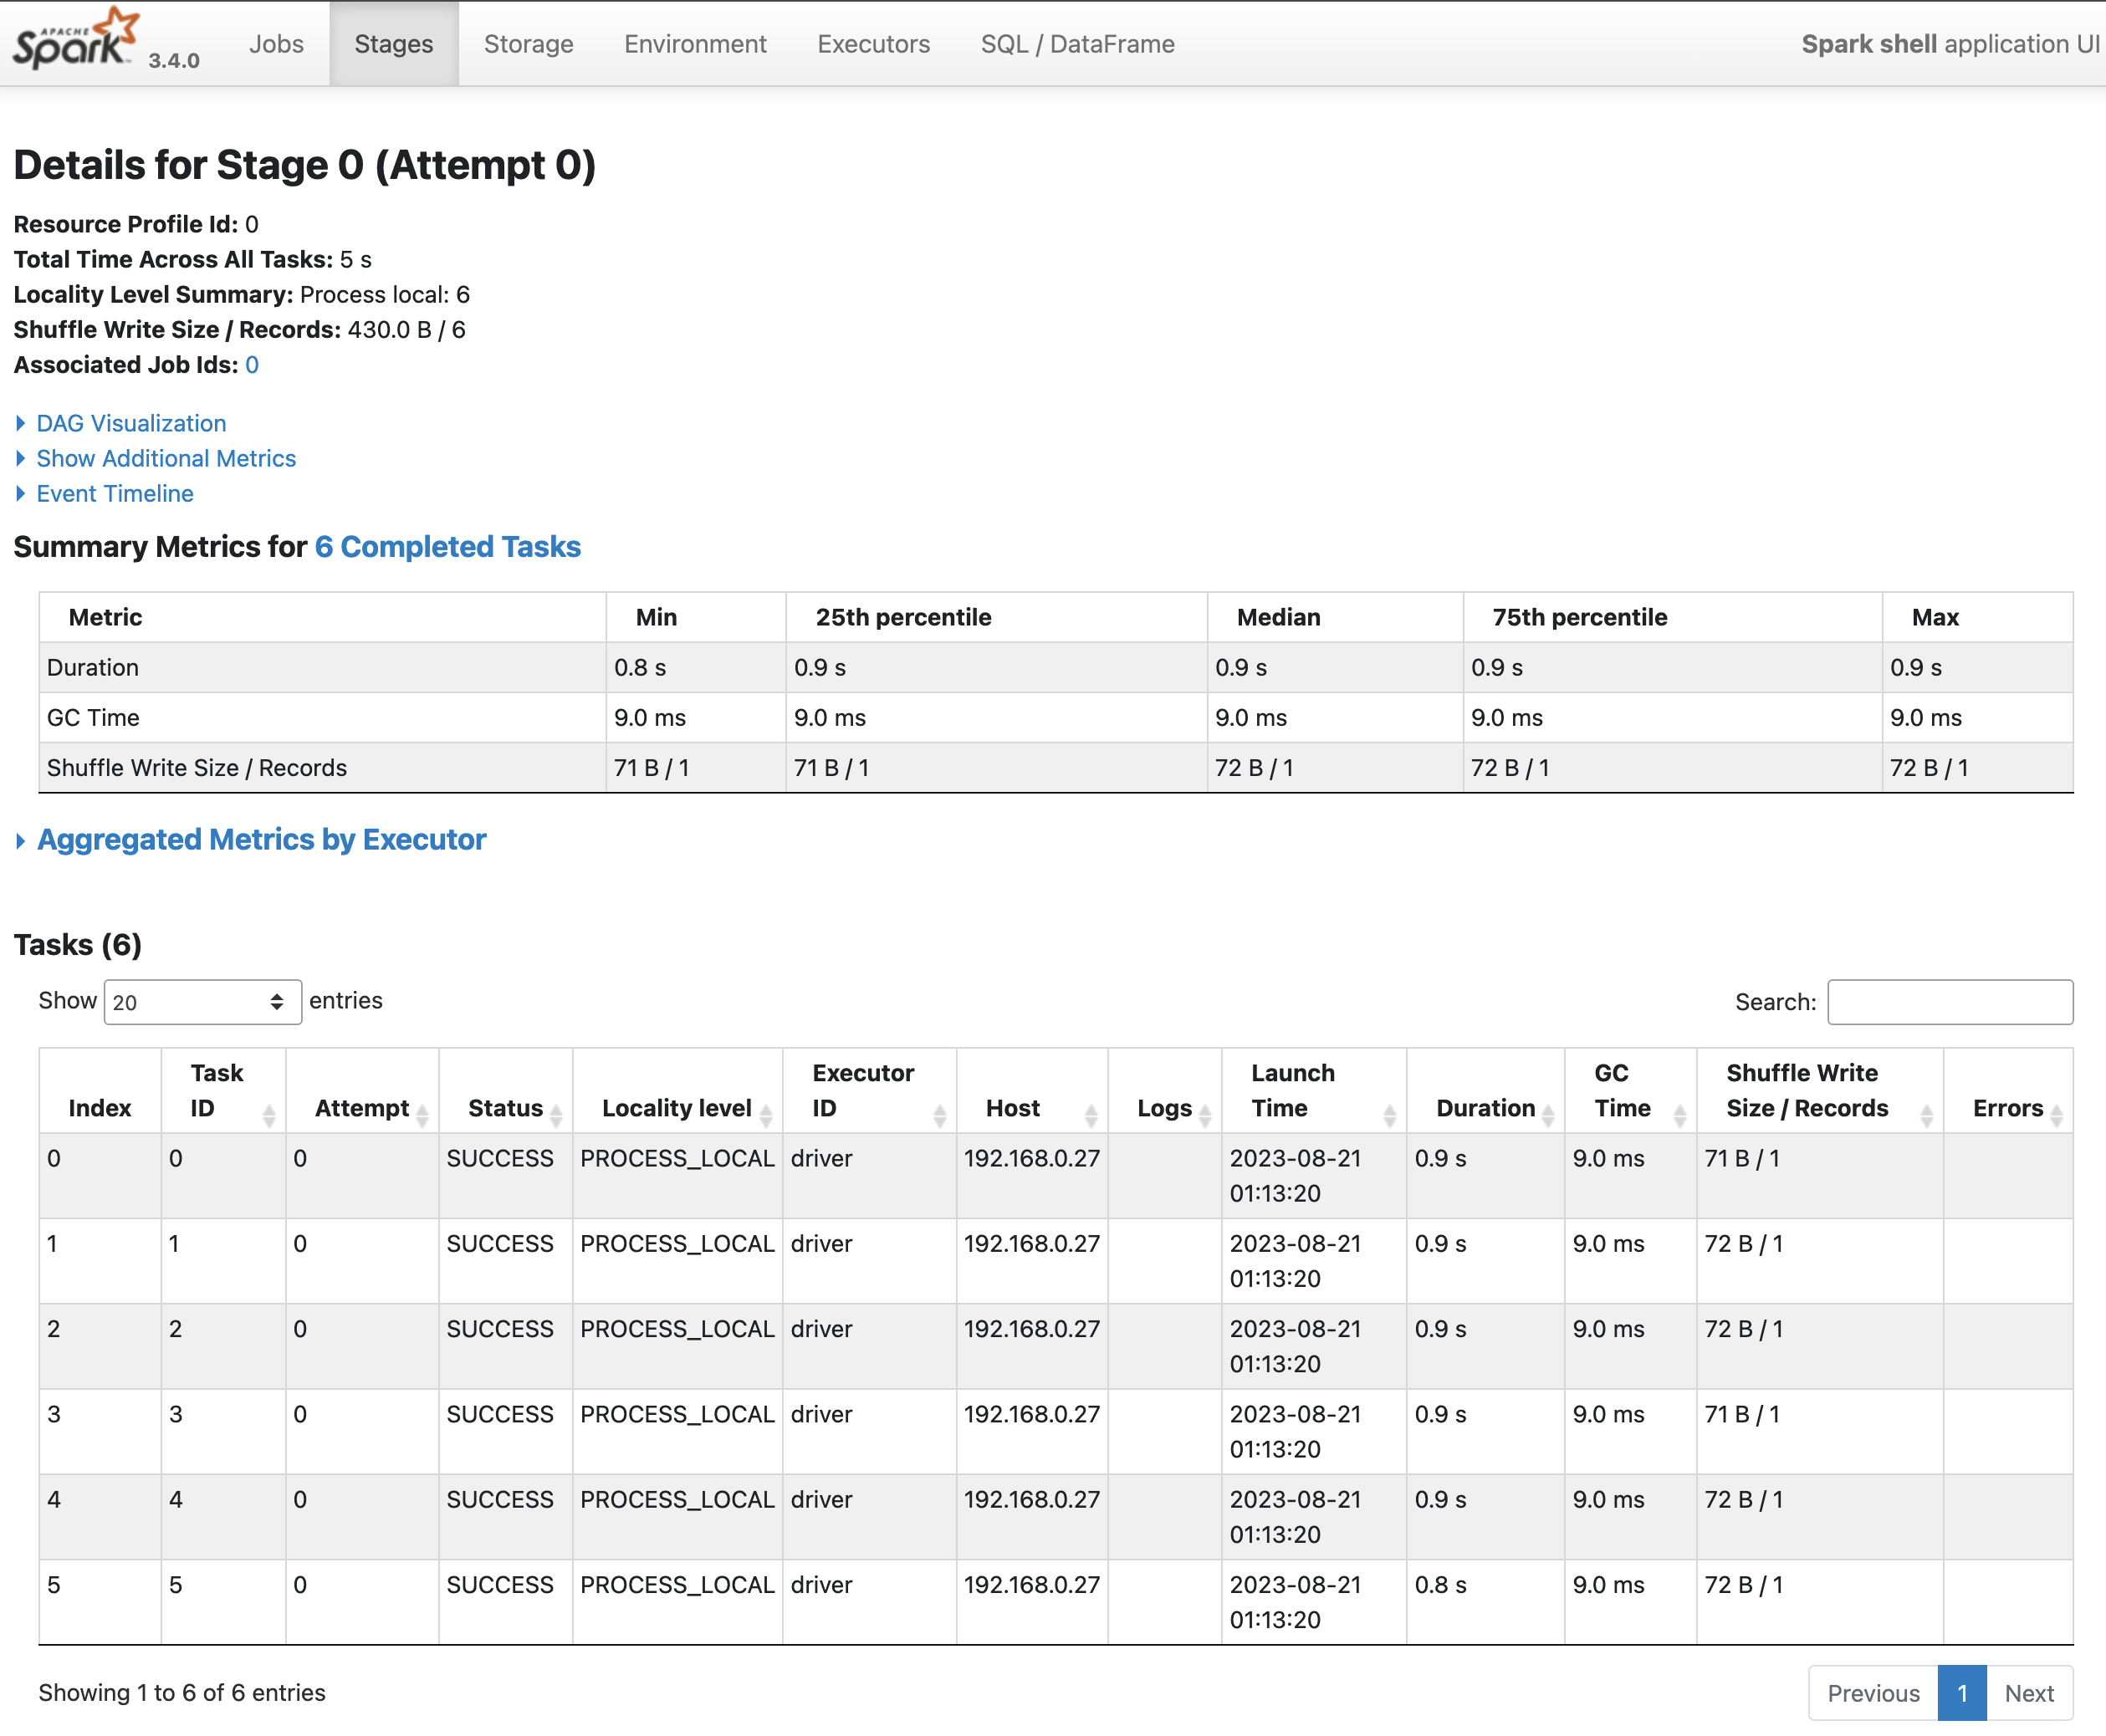 APACHE Spark 3.4.0 Jobs Stages Storage Environment Executors SQL / DataFrame Spark shell application UI
Details for Stage 0 (Attempt 0)
Resource Profile Id: 0
Total Time Across All Tasks: 5 s
Locality Level Summary: Process local: 6
Shuffle Write Size / Records: 430.0 B / 6
Associated Job Ids: 0
DAG Visualization
Show Additional Metrics
Event Timeline
Summary Metrics for 6 Completed Tasks
Metric Min 25th percentile Median 75th percentile Max
Duration 0.8 s 0.9 s 0.9 s 0.9 s 0.9 s
GC Time 9.0 ms 9.0 ms 9.0 ms 9.0 ms 9.0 ms
Shuffle Write Size / Records 71 B / 1 71 B / 1 72 B / 1 72 B / 1 72 B / 1
Aggregated Metrics by Executor
Tasks (6)
Show 20 entries Search:
Index Task ID Attempt Status Locality level Executor ID Host Logs Launch Time Duration GC Time Shuffle Write Size / Records Errors
0 0 0 SUCCESS PROCESS_LOCAL driver 192.168.0.27 2023-08-21 01:13:20 0.9 s 9.0 ms 71 B / 1
1 1 0 SUCCESS PROCESS_LOCAL driver 192.168.0.27 2023-08-21 01:13:20 0.9 s 9.0 ms 72 B / 1
2 2 0 SUCCESS PROCESS_LOCAL driver 192.168.0.27 2023-08-21 01:13:20 0.9 s 9.0 ms 72 B / 1
3 3 0 SUCCESS PROCESS_LOCAL driver 192.168.0.27 2023-08-21 01:13:20 0.9 s 9.0 ms 71 B / 1
4 4 0 SUCCESS PROCESS_LOCAL driver 192.168.0.27 2023-08-21 01:13:20 0.9 s 9.0 ms 72 B / 1
5 5 0 SUCCESS PROCESS_LOCAL driver 192.168.0.27 2023-08-21 01:13:20 0.8 s 9.0 ms 72 B / 1
Showing 1 to 6 of 6 entries Previous 1 Next